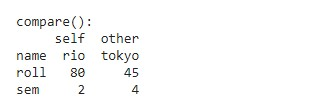 compare():
self other
name rio tokyo
roll 80 45
sem 2 4